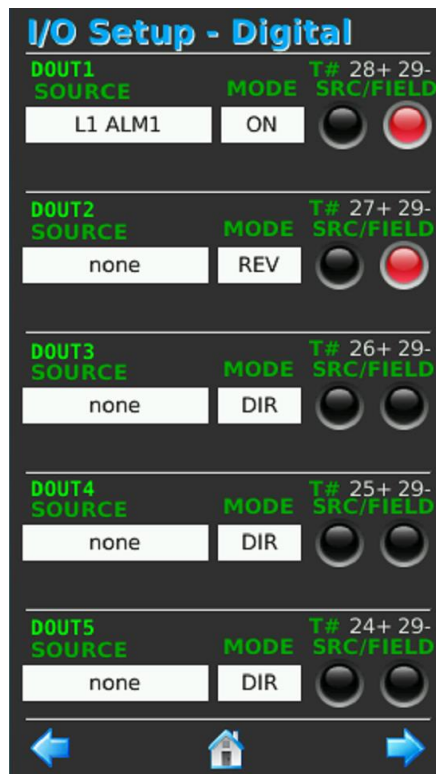 I/O Setup - Digital
DOUT1 T# 28+ 29-
SOURCE MODE SRC/FIELD
L1 ALM1 ON
DOUT2 T# 27+ 29-
SOURCE MODE SRC/FIELD
none REV
DOUT3 T# 26+ 29-
SOURCE MODE SRC/FIELD
none DIR
DOUT4 T# 25+ 29-
SOURCE MODE SRC/FIELD
none DIR
DOUT5 T# 24+ 29-
SOURCE MODE SRC/FIELD
none DIR